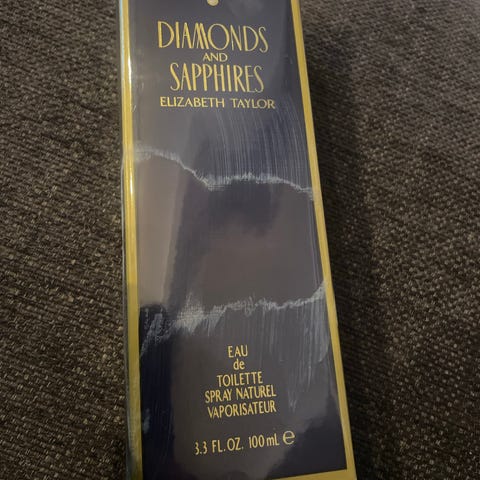 DIAMONDS
AND
SAPPHIRES
ELIZABETH TAYLOR
EAU
de
TOILETTE
SPRAY NATUREL
VAPORISATEUR
3.3 FL.OZ. 100 mL ℮